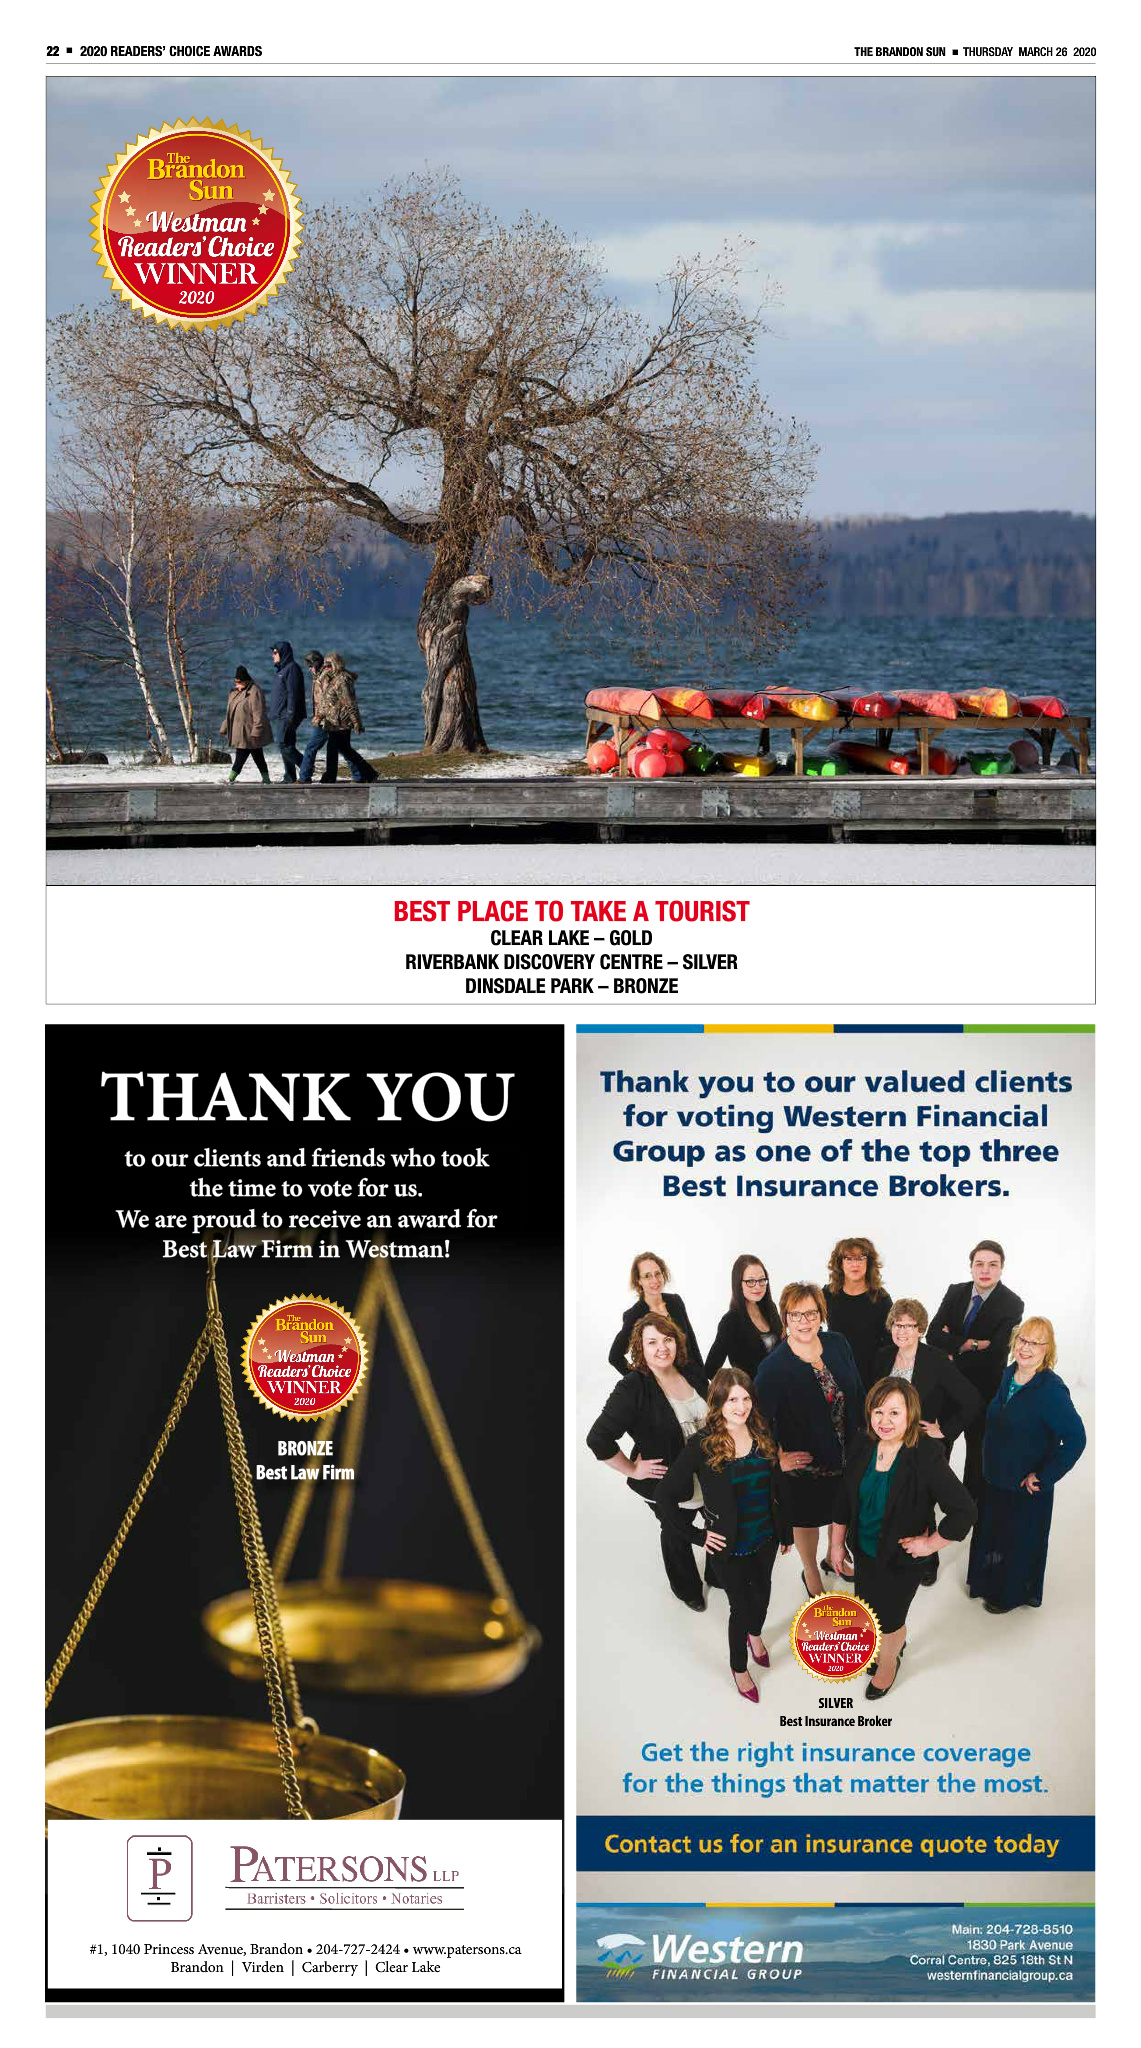 22 ■ 2020 READERS' CHOICE AWARDS
THE BRANDON SUN ■ THURSDAY MARCH 26 2020
The
Brandon
Sun
Westman
Readers' Choice
WINNER
2020
BEST PLACE TO TAKE A TOURIST
CLEAR LAKE – GOLD
RIVERBANK DISCOVERY CENTRE – SILVER
DINSDALE PARK – BRONZE
THANK YOU
to our clients and friends who took
the time to vote for us.
We are proud to receive an award for
Best Law Firm in Westman!
The
Brandon
Sun
Westman
Readers' Choice
WINNER
2020
BRONZE
Best Law Firm
P
PATERSONS LLP
Barristers • Solicitors • Notaries
#1, 1040 Princess Avenue, Brandon • 204-727-2424 • www.patersons.ca
Brandon | Virden | Carberry | Clear Lake
Thank you to our valued clients
for voting Western Financial
Group as one of the top three
Best Insurance Brokers.
The
Brandon
Sun
Westman
Readers' Choice
WINNER
2020
SILVER
Best Insurance Broker
Get the right insurance coverage
for the things that matter the most.
Contact us for an insurance quote today
Western
FINANCIAL GROUP
Main: 204-728-8510
1830 Park Avenue
Corral Centre, 825 18th St N
westernfinancialgroup.ca